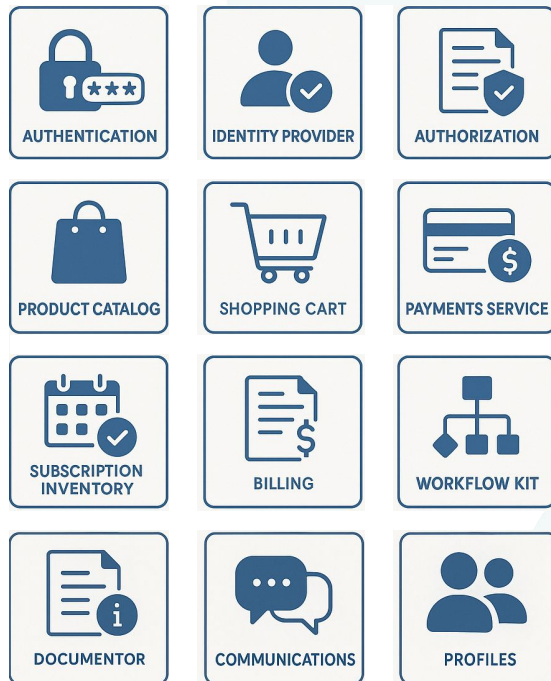 ***
AUTHENTICATION
IDENTITY PROVIDER
AUTHORIZATION
PRODUCT CATALOG
SHOPPING CART
$
PAYMENTS SERVICE
SUBSCRIPTION
INVENTORY
$
BILLING
WORKFLOW KIT
i
DOCUMENTOR
COMMUNICATIONS
PROFILES